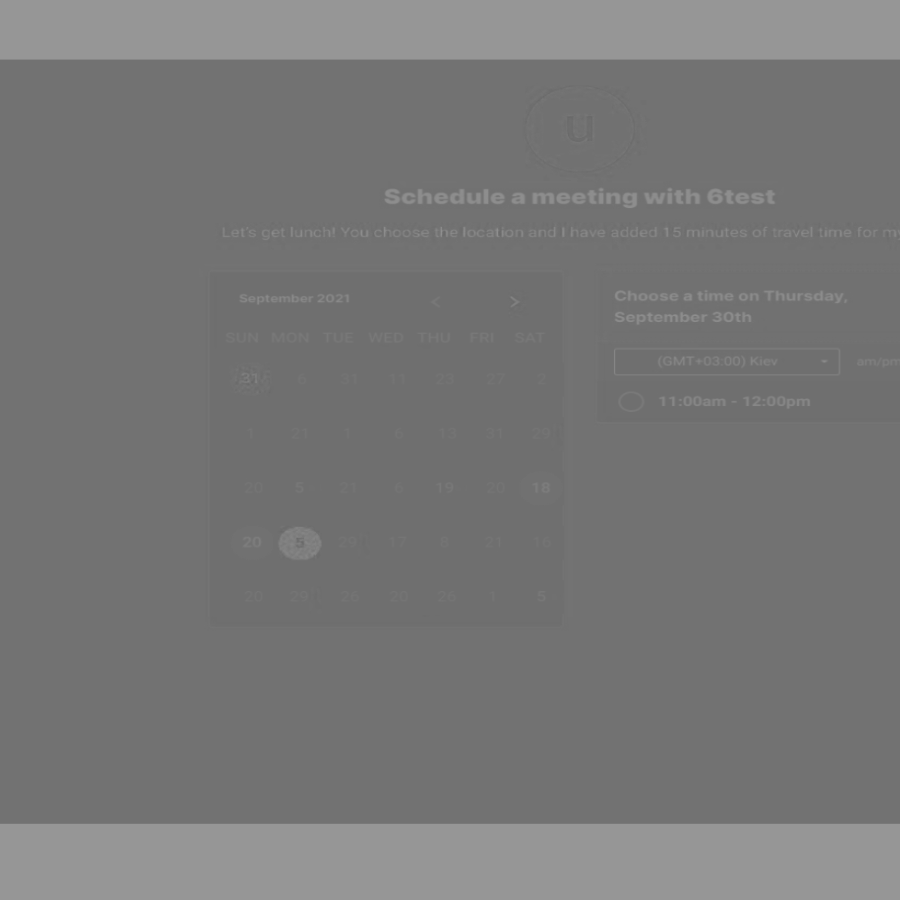 u
Schedule a meeting with 6test
Let's get lunch! You choose the location and I have added 15 minutes of travel time for my
September 2021 < >
SUN MON TUE WED THU FRI SAT
31 6 31 11 23 27 2
1 21 1 6 13 31 29
20 5 21 6 19 20 18
20 5 29 17 8 21 16
28 29 26 20 26 1 5
Choose a time on Thursday,
September 30th
(GMT+03:00) Kiev am/pm
11:00am - 12:00pm